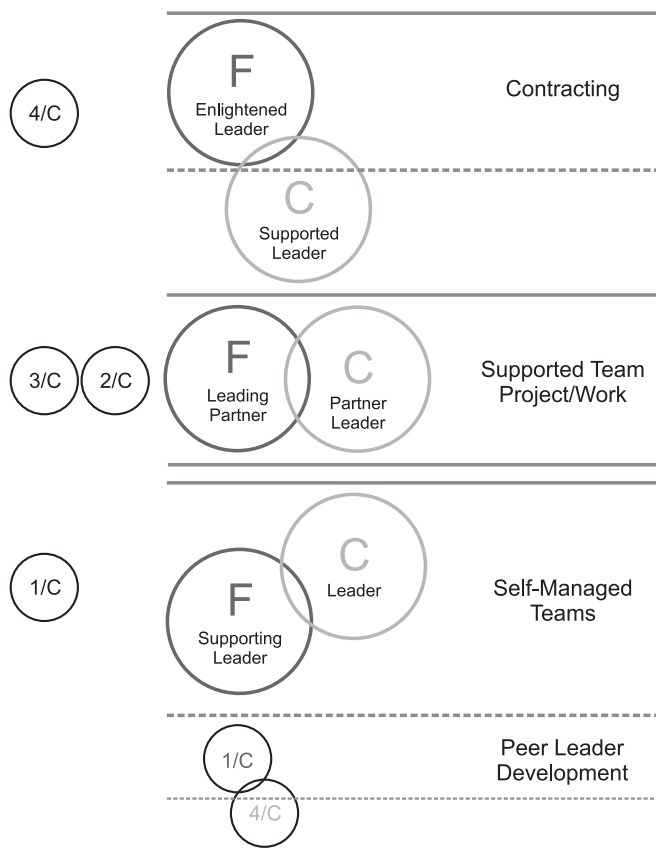 4/C
F
Enlightened
Leader
Contracting
C
Supported
Leader
3/C
2/C
F
Leading
Partner
C
Partner
Leader
Supported Team
Project/Work
1/C
C
Leader
F
Supporting
Leader
Self-Managed
Teams
1/C
4/C
Peer Leader
Development